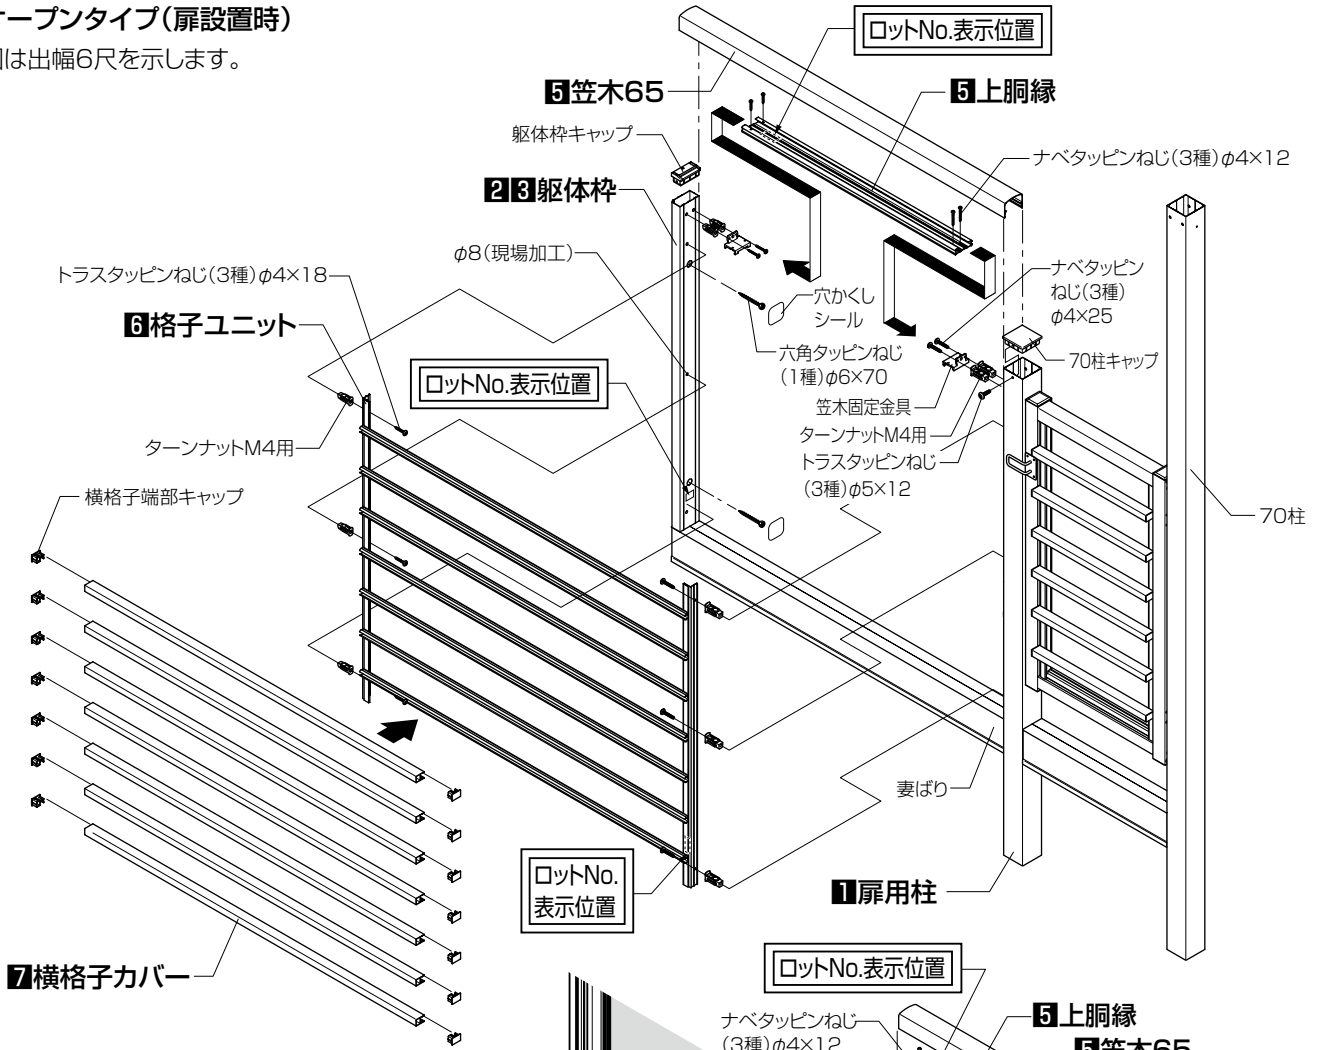 ープンタイプ(扉設置時)
は出幅6尺を示します。
ロットNo.表示位置
5笠木65
5上胴縁
躯体枠キャップ
ナベタッピンねじ(3種)φ4×12
23躯体枠
φ8(現場加工)
トラスタッピンねじ(3種)φ4×18
穴かくし
シール
ナベタッピン
ねじ(3種)
φ4×25
6格子ユニット
六角タッピンねじ
(1種)φ6×70
70柱キャップ
ロットNo.表示位置
笠木固定金具
ターンナットM4用
ターンナットM4用
トラスタッピンねじ
(3種)φ5×12
横格子端部キャップ
70柱
妻ばり
ロットNo.
表示位置
1扉用柱
7横格子カバー
ロットNo.表示位置
ナベタッピンねじ
(3種)φ4×12
5上胴縁
5笠木65